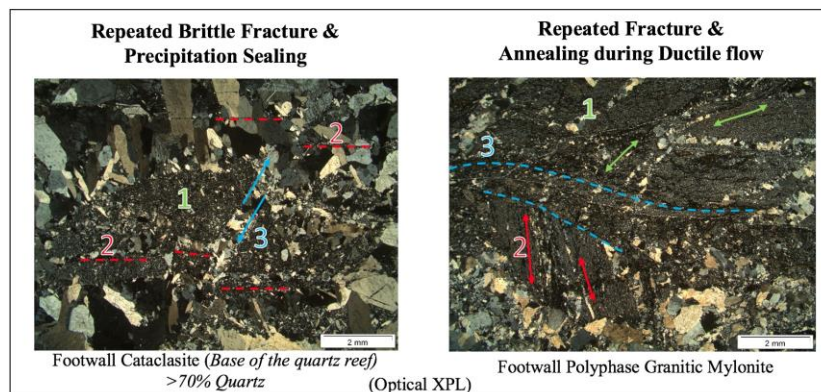 Repeated Brittle Fracture &
Precipitation Sealing
Repeated Fracture &
Annealing during Ductile flow
2
1
3
2
2 mm
1
3
2
2 mm
Footwall Cataclasite (Base of the quartz reef)
>70% Quartz
(Optical XPL)
Footwall Polyphase Granitic Mylonite